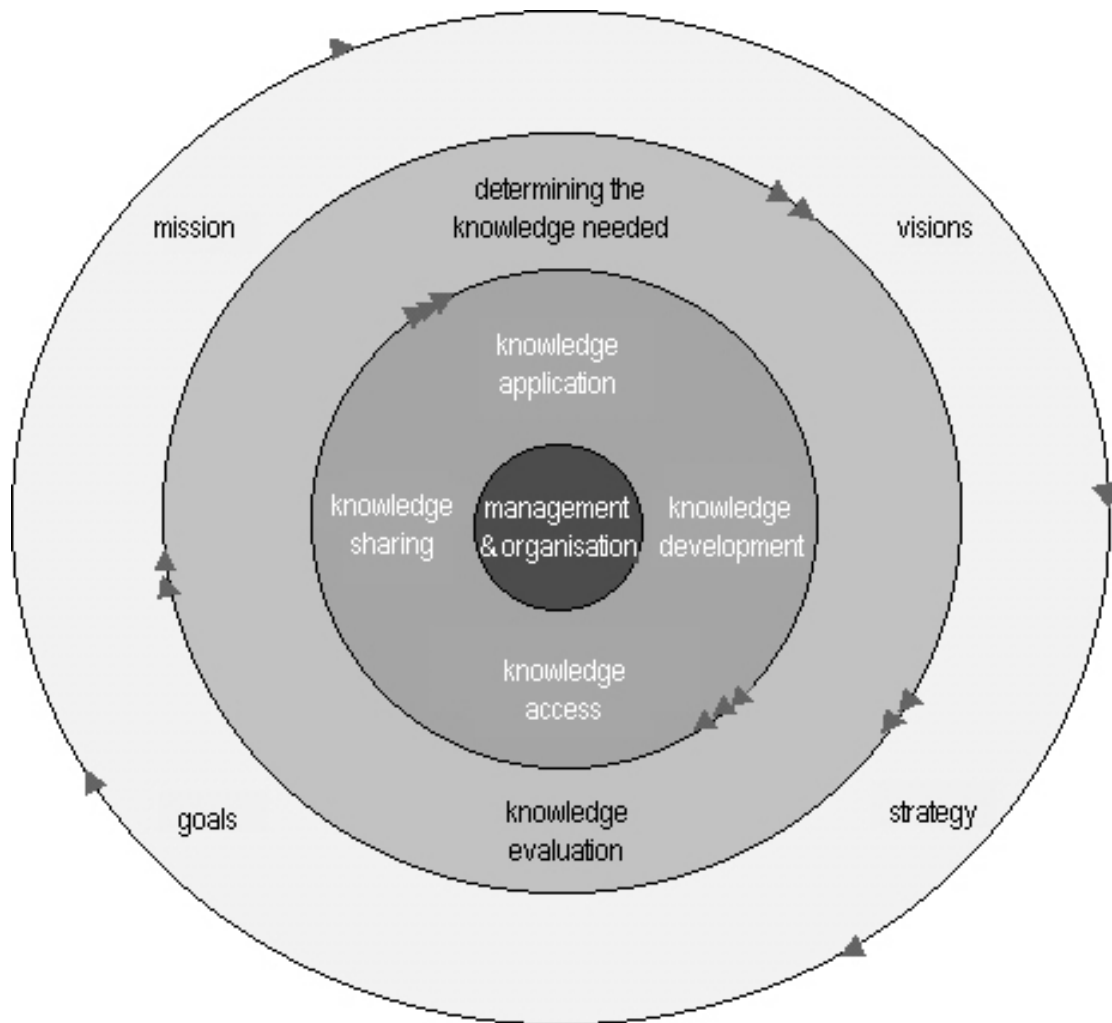 determining the
knowledge needed
mission
visions
knowledge
application
knowledge
sharing
management
& organisation
knowledge
development
knowledge
access
goals
knowledge
evaluation
strategy